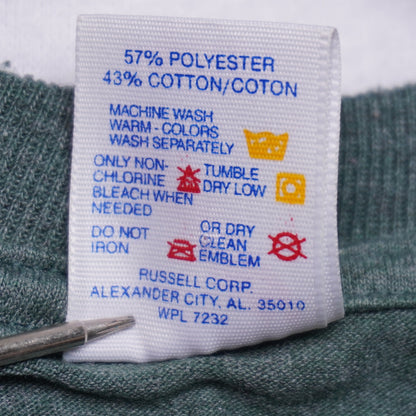 57% POLYESTER
43% COTTON/COTON
MACHINE WASH
WARM - COLORS
WASH SEPARATELY
ONLY NON-
CHLORINE
BLEACH WHEN
NEEDED
TUMBLE
DRY LOW
DO NOT
IRON
OR DRY
CLEAN
EMBLEM
RUSSELL CORP.
ALEXANDER CITY, AL. 35010
WPL 7232